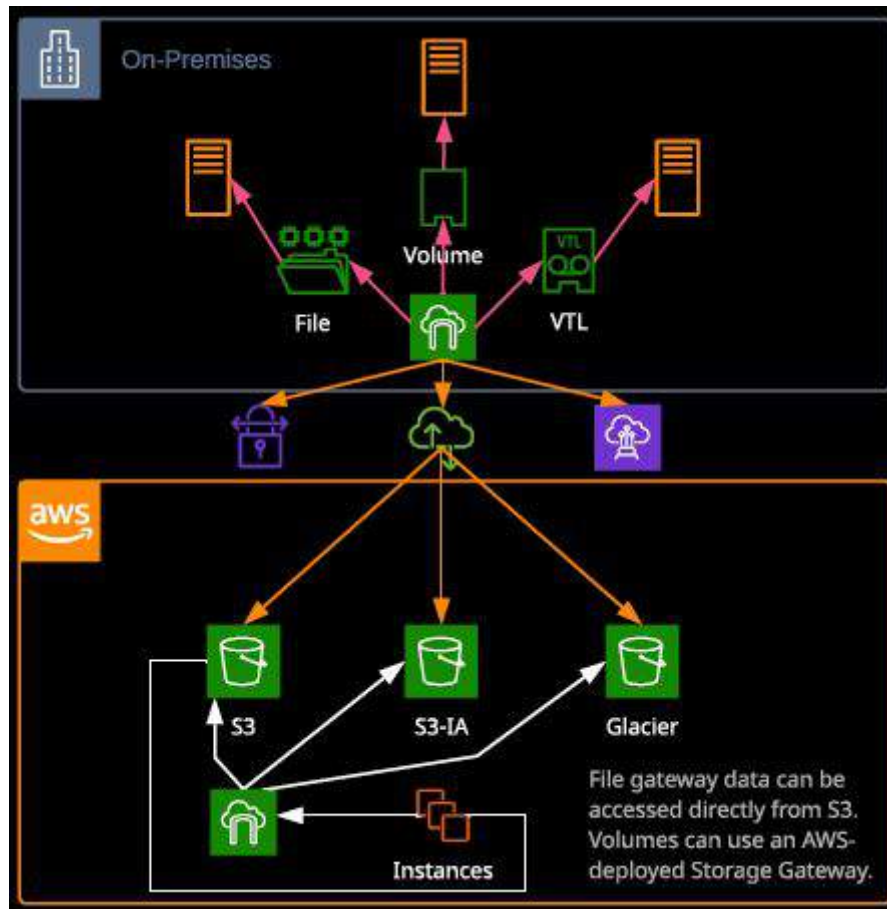 On-Premises
Volume
VTL
File
VTL
aws
S3
S3-IA
Glacier
File gateway data can be
accessed directly from S3.
Volumes can use an AWS-
deployed Storage Gateway.
Instances